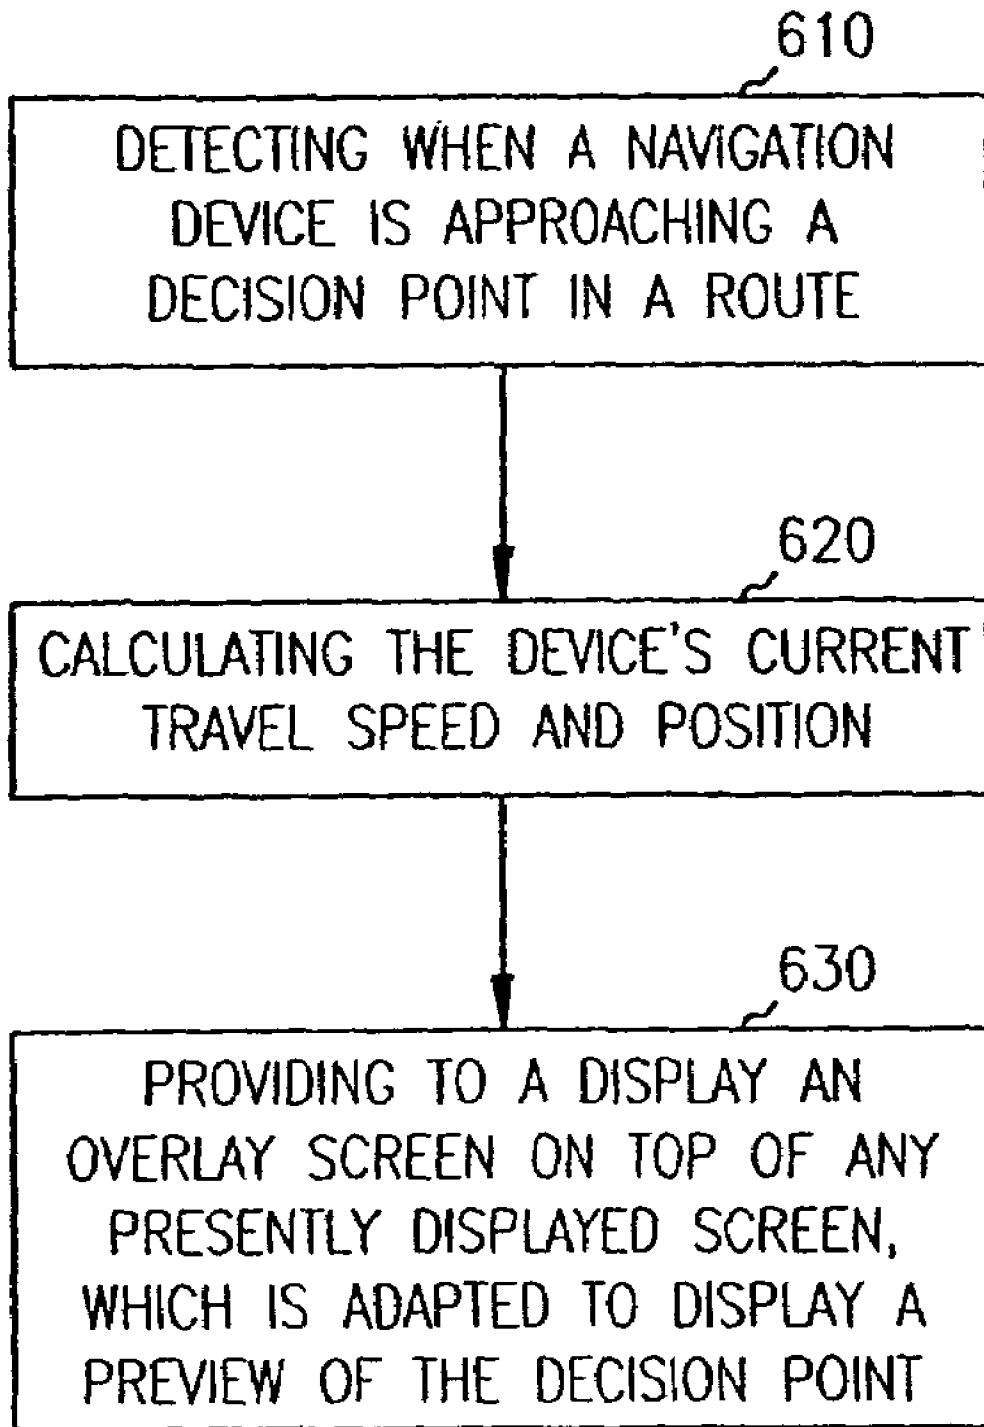 610
DETECTING WHEN A NAVIGATION
DEVICE IS APPROACHING A
DECISION POINT IN A ROUTE
620
CALCULATING THE DEVICE'S CURRENT
TRAVEL SPEED AND POSITION
630
PROVIDING TO A DISPLAY AN
OVERLAY SCREEN ON TOP OF ANY
PRESENTLY DISPLAYED SCREEN,
WHICH IS ADAPTED TO DISPLAY A
PREVIEW OF THE DECISION POINT